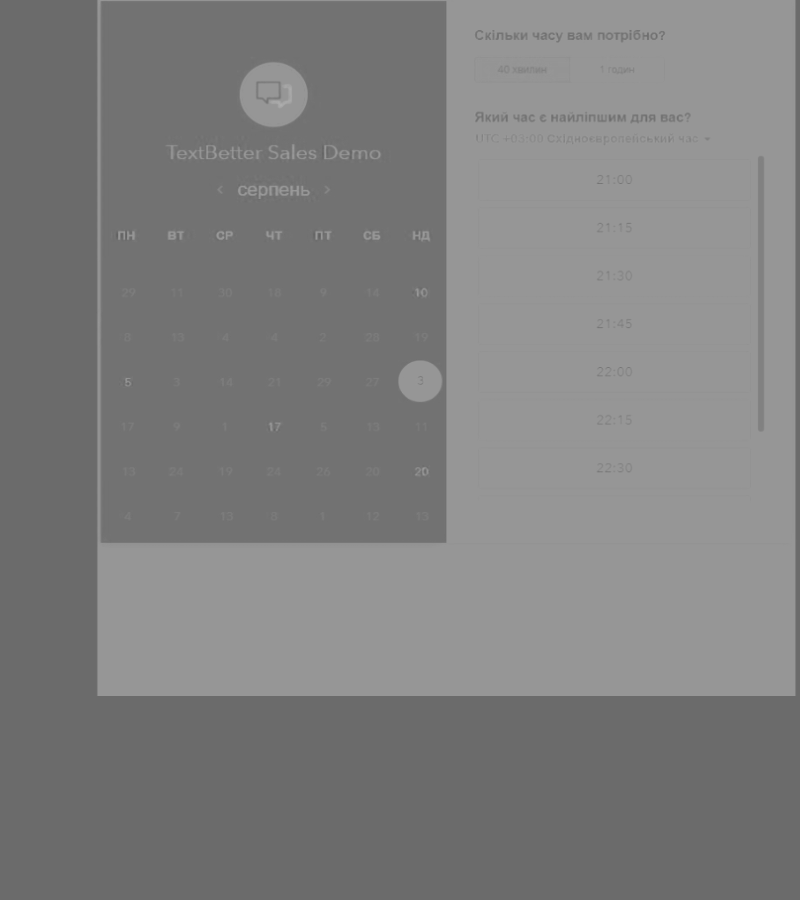 TextBetter Sales Demo
серпень
ПН ВТ СР ЧТ ПТ СБ НД
29 11 30 18 9 14 10
8 13 4 4 2 25 19
5 3 14 21 29 27 3
17 9 1 17 5 13 11
13 24 19 24 26 20 20
4 7 13 8 1 12 13
Скільки часу вам потрібно?
40 хвилин 1 годин
Який час є найліпшим для вас?
UTC +03:00 Східноєвропейський час
21:00
21:15
21:30
21:45
22:00
22:15
22:30